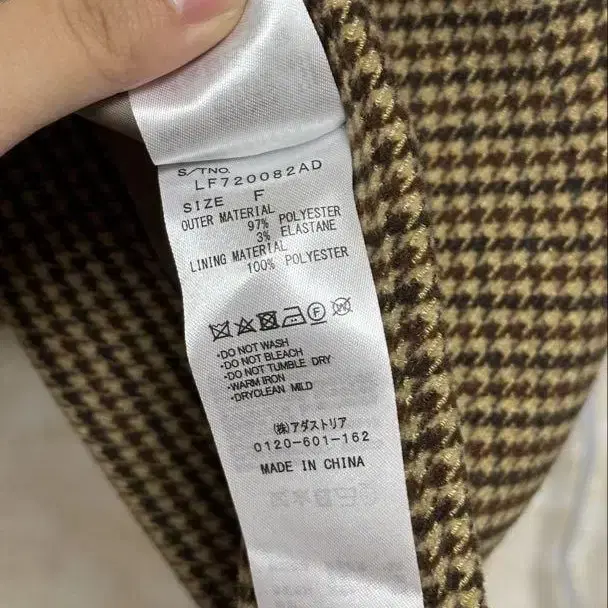 S/TNO.
LF720082AD
SIZE F
OUTER MATERIAL
97% POLYESTER
3% ELASTANE
LINING MATERIAL
100% POLYESTER
・DO NOT WASH
・DO NOT BLEACH
・DO NOT TUMBLE DRY
・WARM IRON
・DRYCLEAN MILD
㈱アダストリア
0120-601-162
MADE IN CHINA